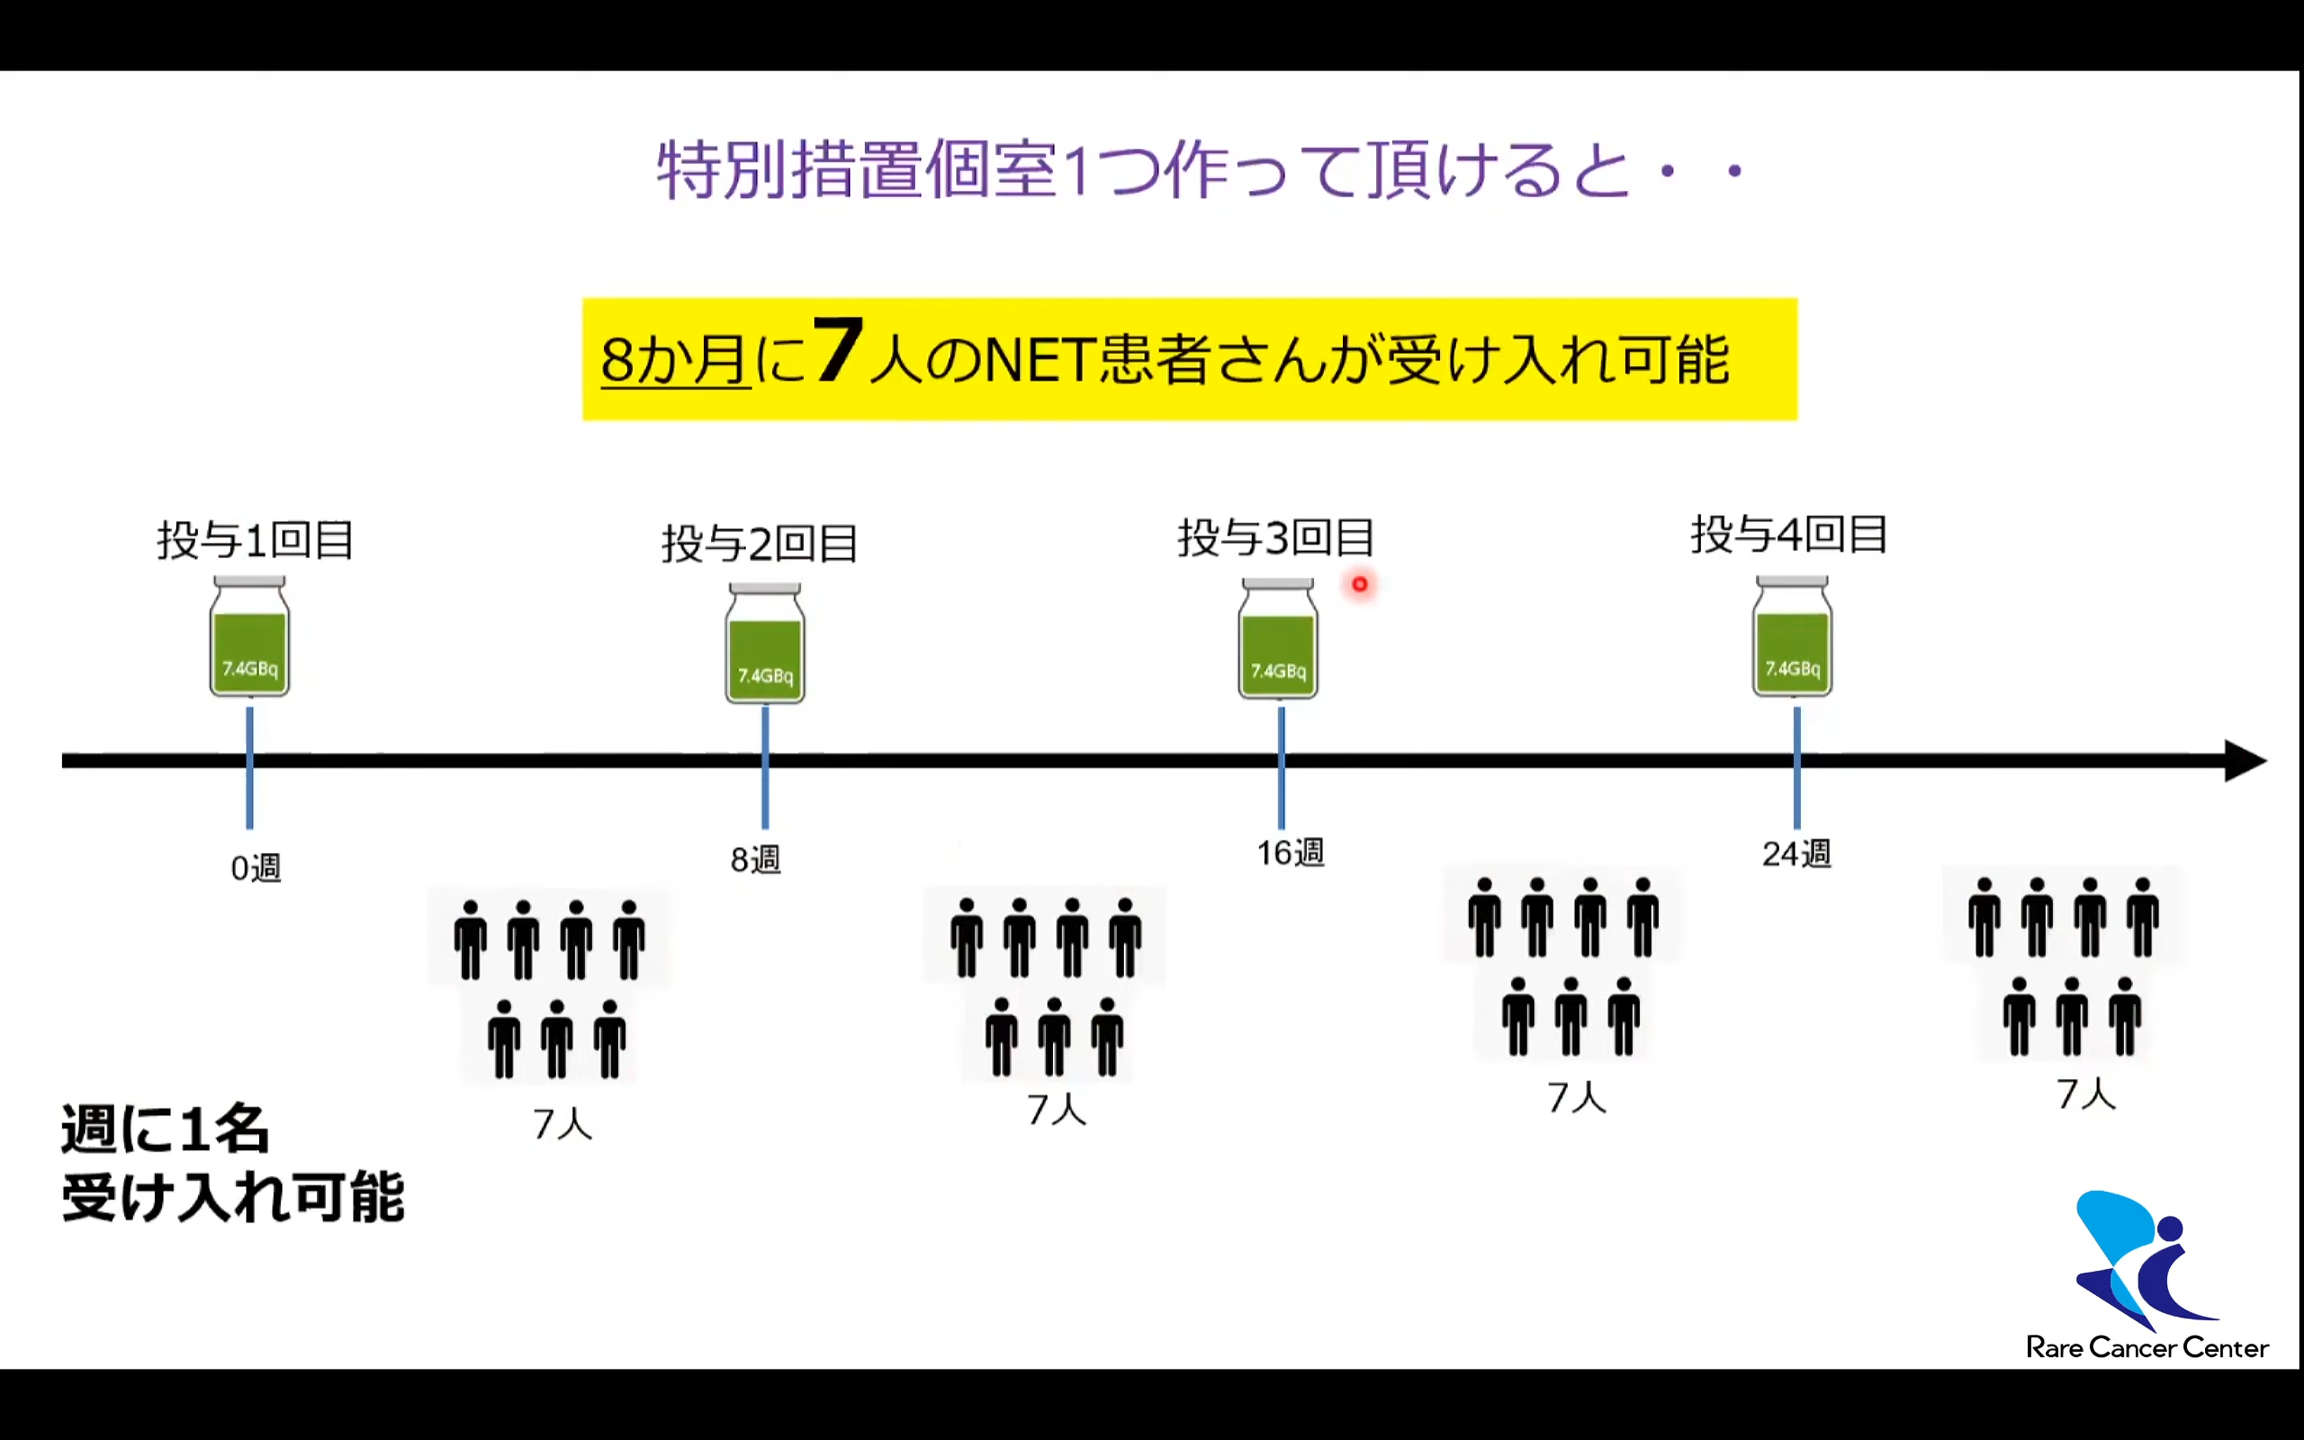 特別措置個室1つ作って頂けると・・
8か月に7人のNET患者さんが受け入れ可能
投与1回目
投与2回目
投与3回目
投与4回目
7.4GBq
7.4GBq
7.4GBq
7.4GBq
0週
8週
16週
24週
7人
7人
7人
7人
週に1名
受け入れ可能
Rare Cancer Center